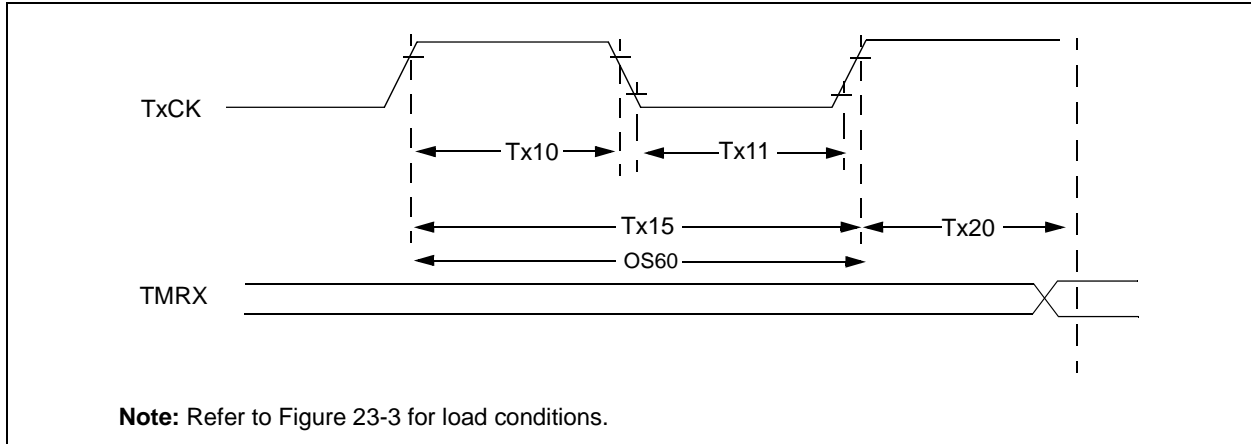 TxCK
Tx10
Tx11
Tx15
Tx20
OS60
TMRX
Note: Refer to Figure 23-3 for load conditions.